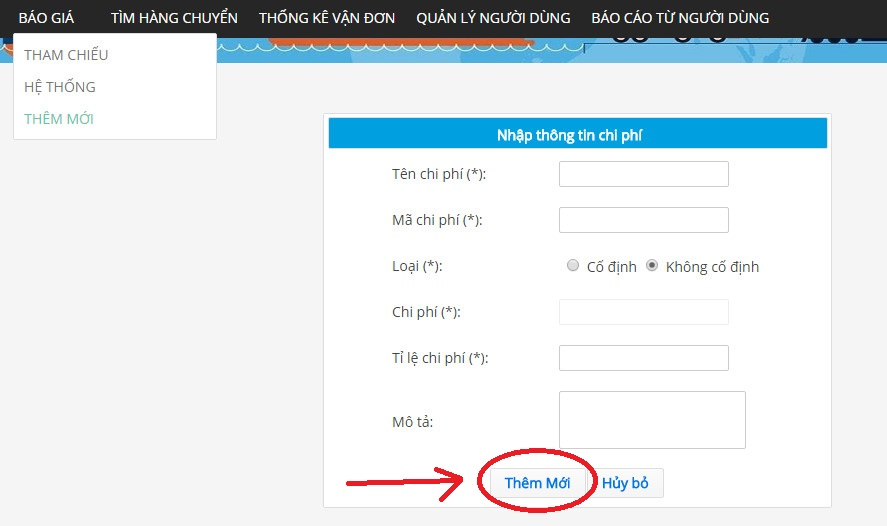 BÁO GIÁ TÌM HÀNG CHUYỂN THỐNG KÊ VẬN ĐƠN QUẢN LÝ NGƯỜI DÙNG BÁO CÁO TỪ NGƯỜI DÙNG
THAM CHIẾU
HỆ THỐNG
THÊM MỚI
Nhập thông tin chi phí
Tên chi phí (*):
Mã chi phí (*):
Loại (*): Cố định Không cố định
Chi phí (*):
Tỉ lệ chi phí (*):
Mô tả:
Thêm Mới Hủy bỏ